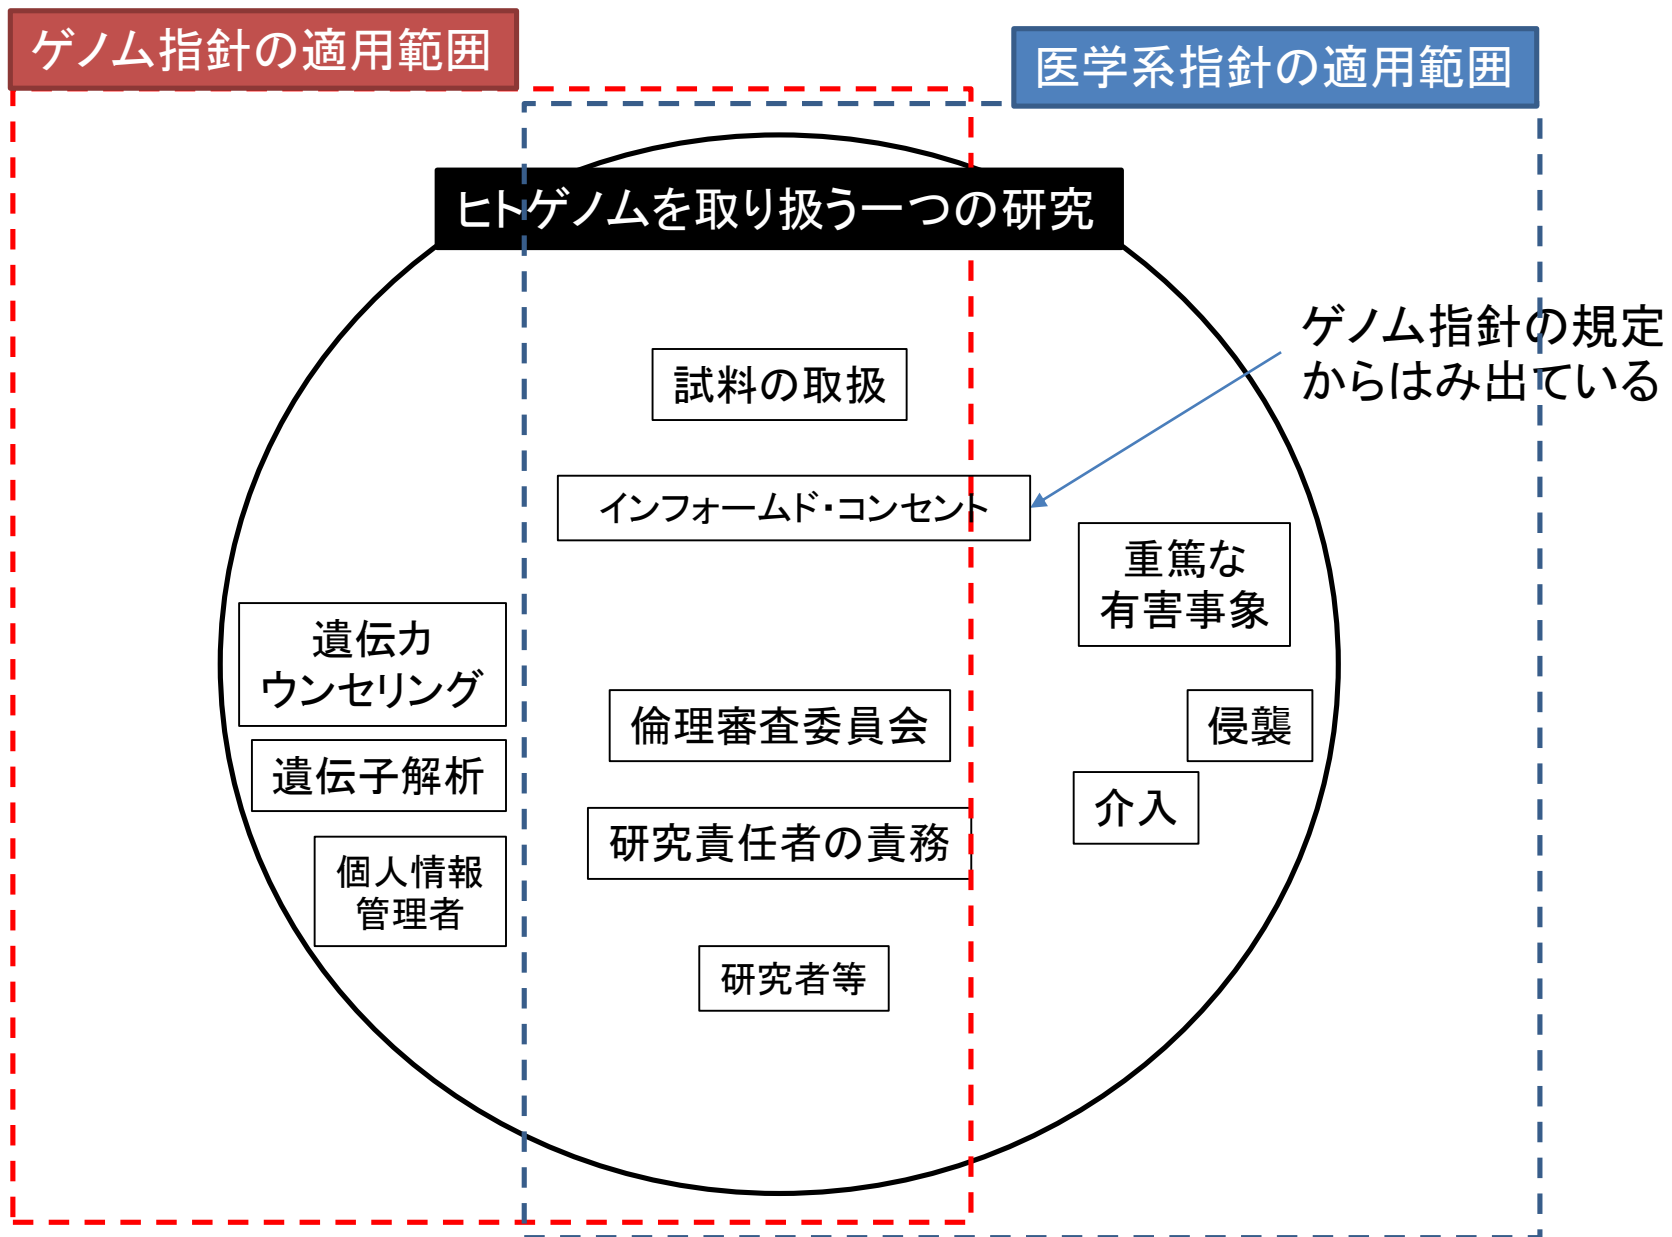 ゲノム指針の適用範囲
医学系指針の適用範囲
ヒトゲノムを取り扱う一つの研究
ゲノム指針の規定
からはみ出ている
試料の取扱
インフォームド・コンセント
重篤な
有害事象
遺伝カ
ウンセリング
倫理審査委員会
侵襲
遺伝子解析
介入
研究責任者の責務
個人情報
管理者
研究者等